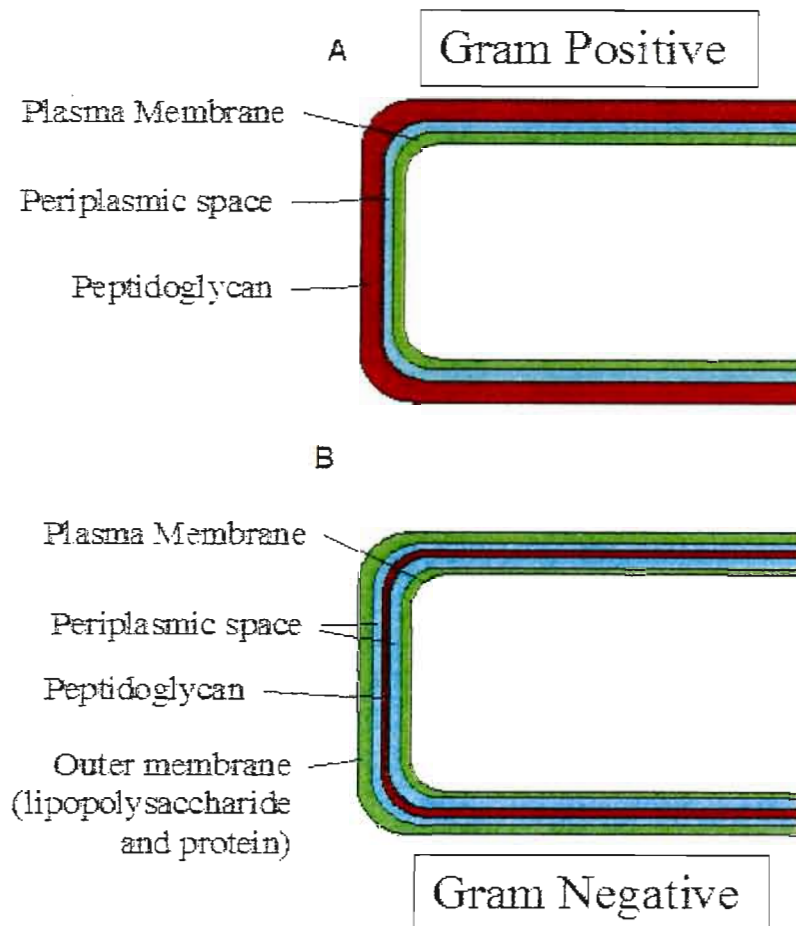 A
Gram Positive
Plasma Membrane
Periplasmic space
Peptidoglycan
B
Plasma Membrane
Periplasmic space
Peptidoglycan
Outer membrane
(lipopolysaccharide
and protein)
Gram Negative